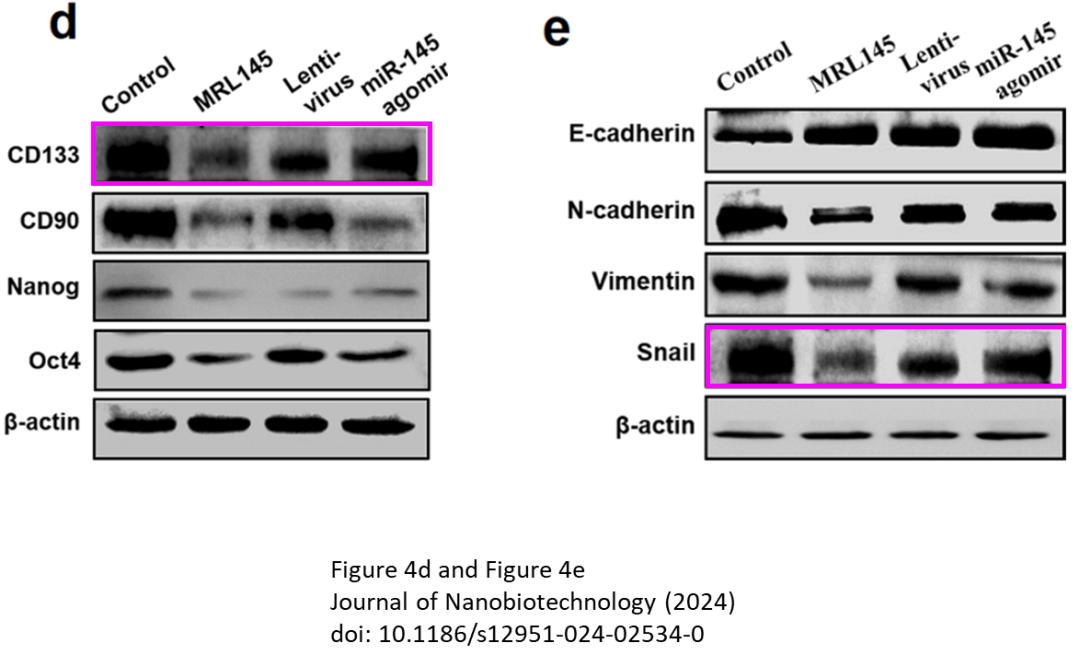 d
Control
MRL145
Lenti-
virus
miR-145
agomir
CD133
CD90
Nanog
Oct4
β-actin
e
Control
MRL145
Lenti-
virus
miR-145
agomir
E-cadherin
N-cadherin
Vimentin
Snail
β-actin
Figure 4d and Figure 4e
Journal of Nanobiotechnology (2024)
doi: 10.1186/s12951-024-02534-0